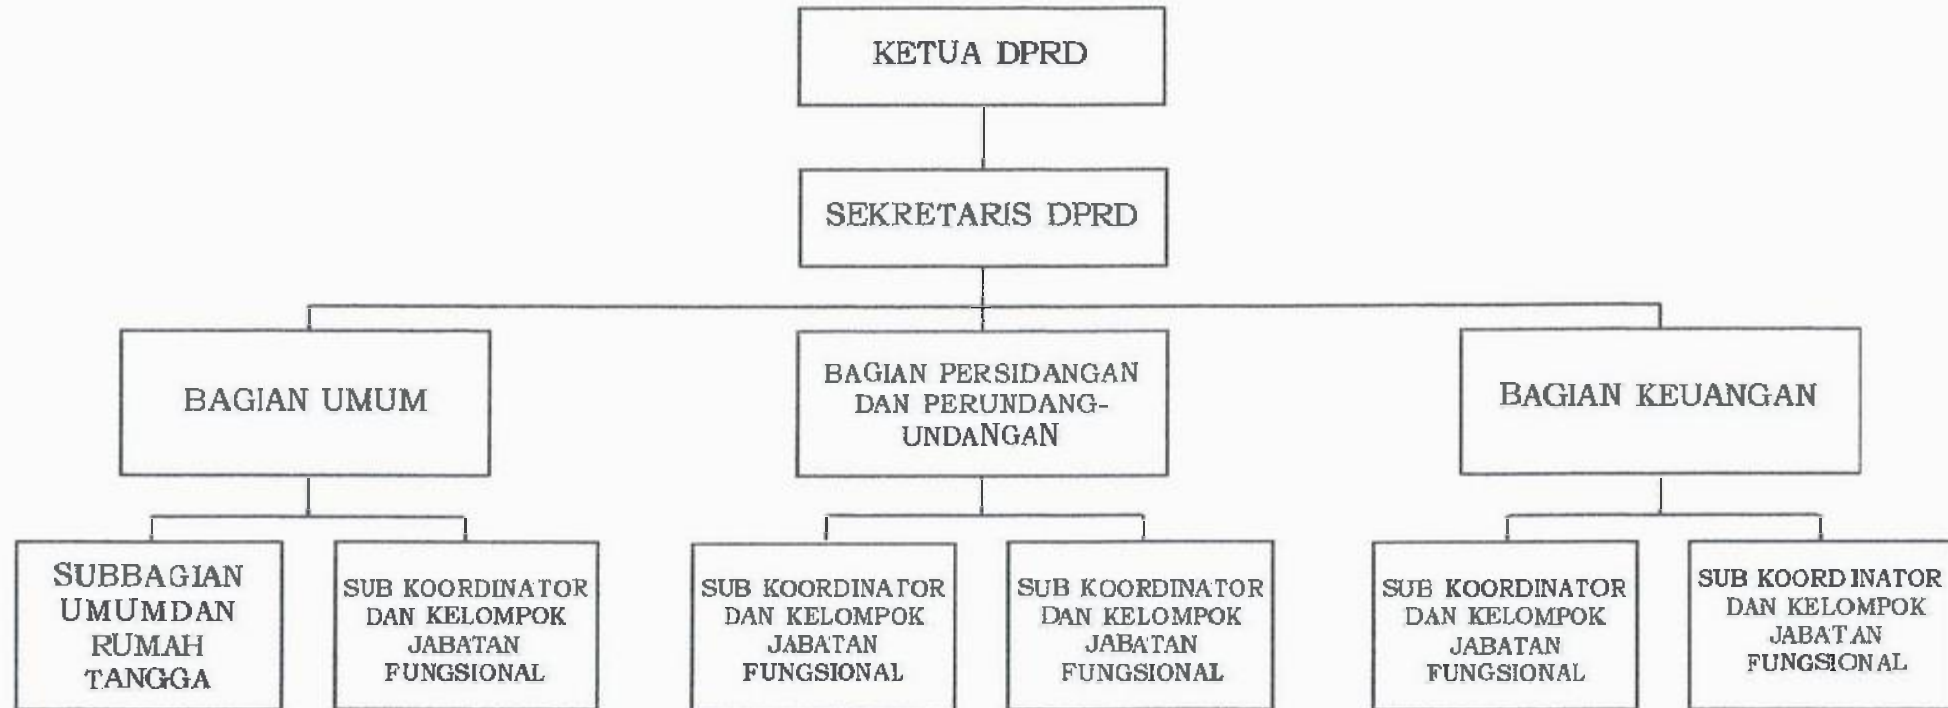 KETUA DPRD
SEKRETARIS DPRD
BAGIAN UMUM
BAGIAN PERSIDANGAN
DAN PERUNDANG-
UNDANGAN
BAGIAN KEUANGAN
SUBBAGIAN
UMUMDAN
RUMAH
TANGGA
SUB KOORDINATOR
DAN KELOMPOK
JABATAN
FUNGSIONAL
SUB KOORDINATOR
DAN KELOMPOK
JABATAN
FUNGSIONAL
SUB KOORDINATOR
DAN KELOMPOK
JABATAN
FUNGSIONAL
SUB KOORDINATOR
DAN KELOMPOK
JABATAN
FUNGSIONAL
SUB KOORDINATOR
DAN KELOMPOK
JABATAN
FUNGSIONAL